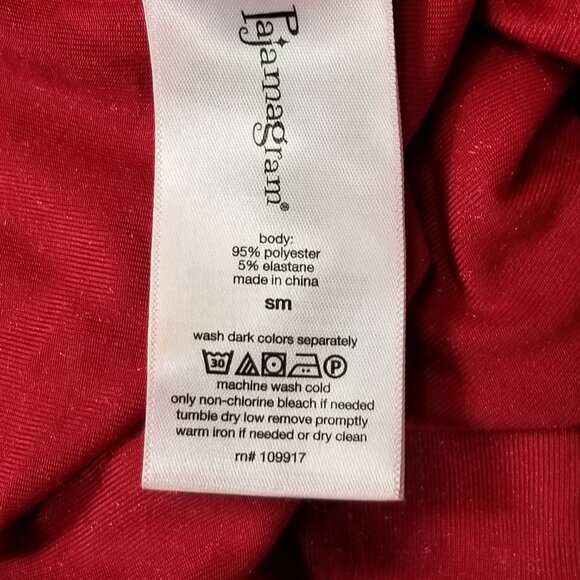 Pajamagram®
body:
95% polyester
5% elastane
made in china
sm
wash dark colors separately
30 P
machine wash cold
only non-chlorine bleach if needed
tumble dry low remove promptly
warm iron if needed or dry clean
rn# 109917